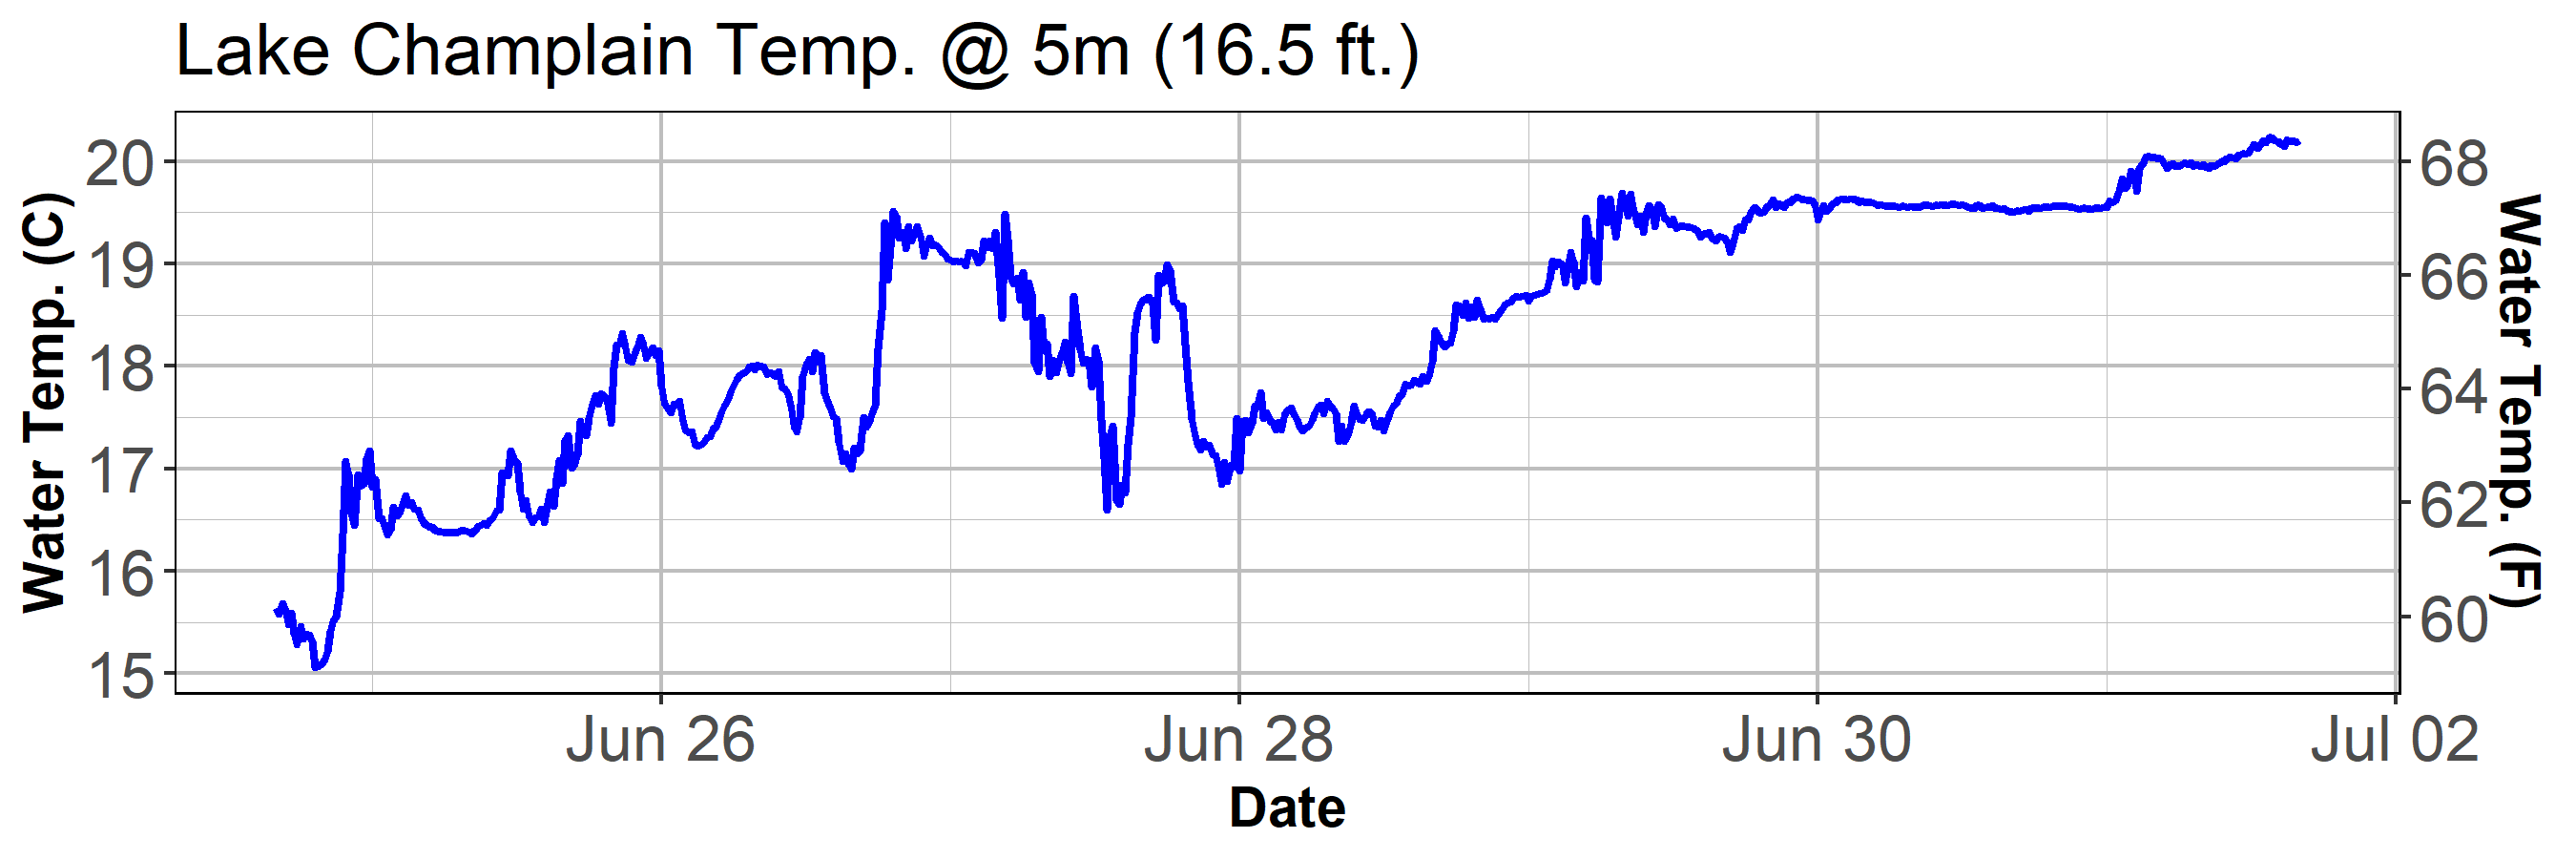 Lake Champlain Temp. @ 5m (16.5 ft.)
Water Temp. (C)
20
19
18
17
16
15
68
66
64
62
60
Water Temp. (F)
Jun 26
Jun 28
Jun 30
Jul 02
Date